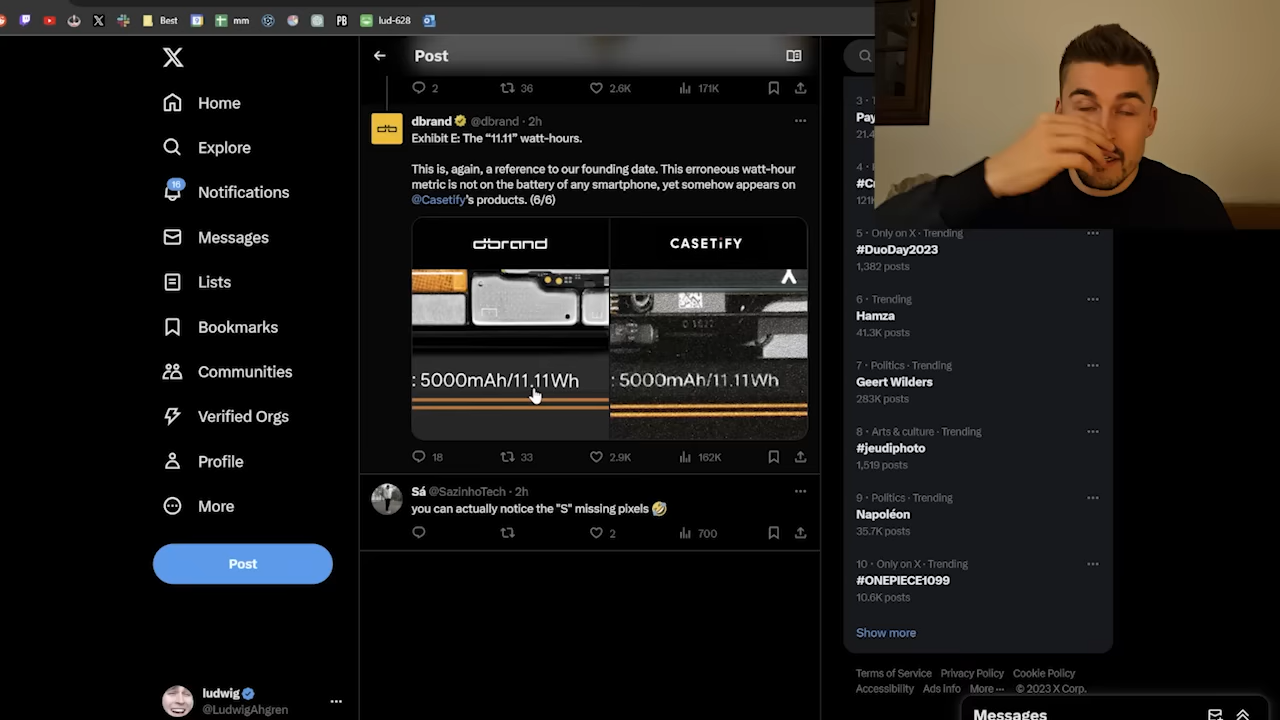 Best
mm
PB
lud-628
Home
Explore
16
Notifications
Messages
Lists
Bookmarks
Communities
Verified Orgs
Profile
More
Post
ludwig
@LudwigAhgren
Post
2
36
2.6K
171K
dbrand @dbrand · 2h
Exhibit E: The “11.11” watt-hours.
This is, again, a reference to our founding date. This erroneous watt-hour
metric is not on the battery of any smartphone, yet somehow appears on
@Casetify's products. (6/6)
dbrand
CASETiFY
: 5000mAh/11.11Wh
: 5000mAh/11.11Wh
18
33
2.9K
162K
Sá @SazinhoTech · 2h
you can actually notice the "S" missing pixels
2
700
Pay
21.4
121K
5 · Only on X · Trending
#DuoDay2023
1,382 posts
6 · Trending
Hamza
41.3K posts
7 · Politics · Trending
Geert Wilders
283K posts
8 · Arts & culture · Trending
#jeudiphoto
1,519 posts
9 · Politics · Trending
Napoléon
35.7K posts
10 · Only on X · Trending
#ONEPIECE1099
10.6K posts
Show more
Terms of Service Privacy Policy Cookie Policy
Accessibility Ads info More ··· © 2023 X Corp.
Messages